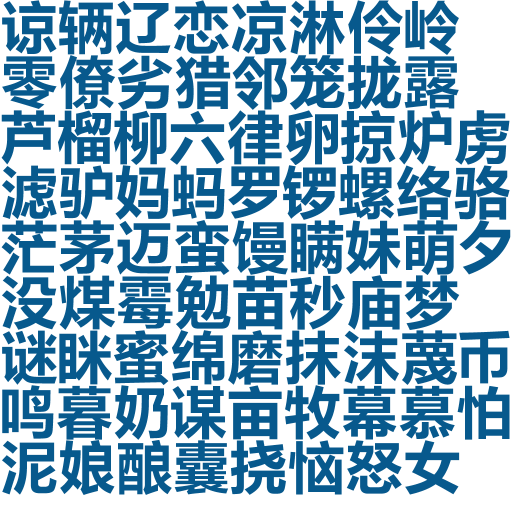 谅辆辽恋凉淋伶岭
零僚劣猎邻笼拢露
芦榴柳六律卵掠炉虏
滤驴妈蚂罗锣螺络骆
茫茅迈蛮馒瞒妹萌夕
没煤霉勉苗秒庙梦
谜眯蜜绵磨抹沫蔑币
鸣暮奶谋亩牧幕慕怕
泥娘酿囊挠恼怒女